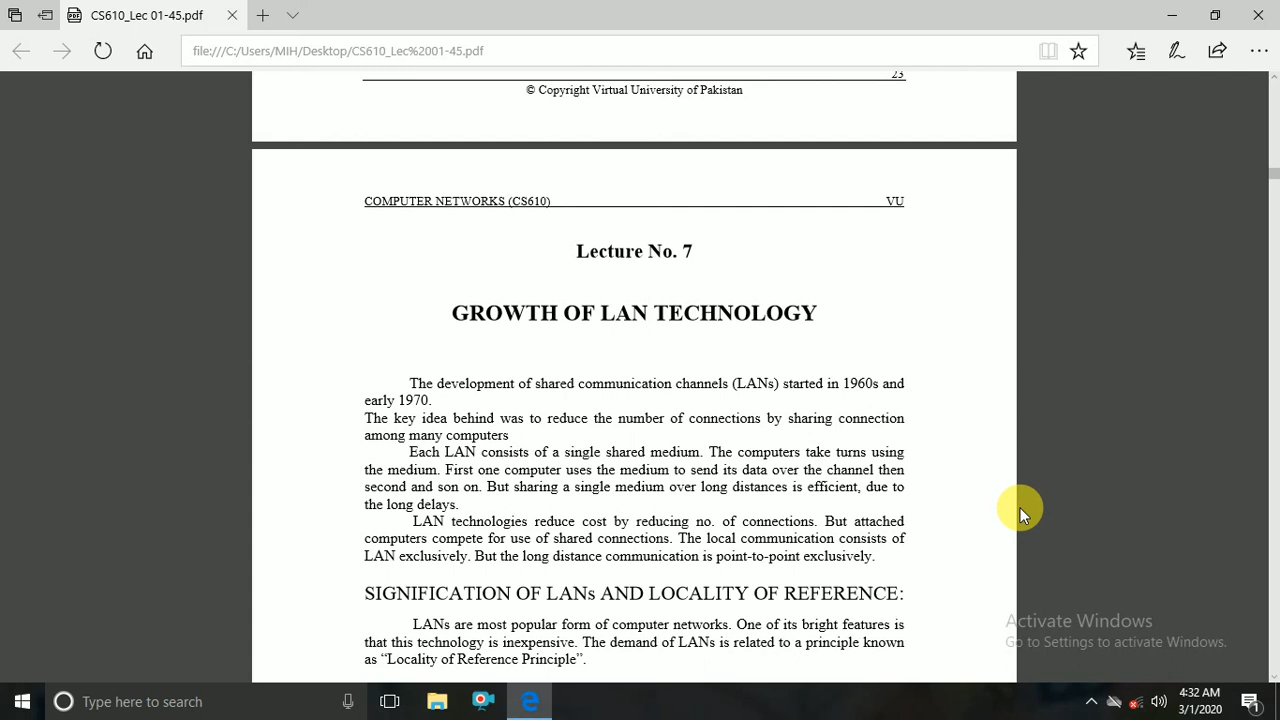 CS610_Lec 01-45.pdf
file:///C:/Users/MIH/Desktop/CS610_Lec%2001-45.pdf
23
© Copyright Virtual University of Pakistan
COMPUTER NETWORKS (CS610) VU
Lecture No. 7
GROWTH OF LAN TECHNOLOGY
The development of shared communication channels (LANs) started in 1960s and
early 1970.
The key idea behind was to reduce the number of connections by sharing connection
among many computers
Each LAN consists of a single shared medium. The computers take turns using
the medium. First one computer uses the medium to send its data over the channel then
second and son on. But sharing a single medium over long distances is efficient, due to
the long delays.
LAN technologies reduce cost by reducing no. of connections. But attached
computers compete for use of shared connections. The local communication consists of
LAN exclusively. But the long distance communication is point-to-point exclusively.
SIGNIFICATION OF LANs AND LOCALITY OF REFERENCE:
LANs are most popular form of computer networks. One of its bright features is
that this technology is inexpensive. The demand of LANs is related to a principle known
as “Locality of Reference Principle”.
Activate Windows
Go to Settings to activate Windows.
Type here to search
4:32 AM
3/1/2020
1